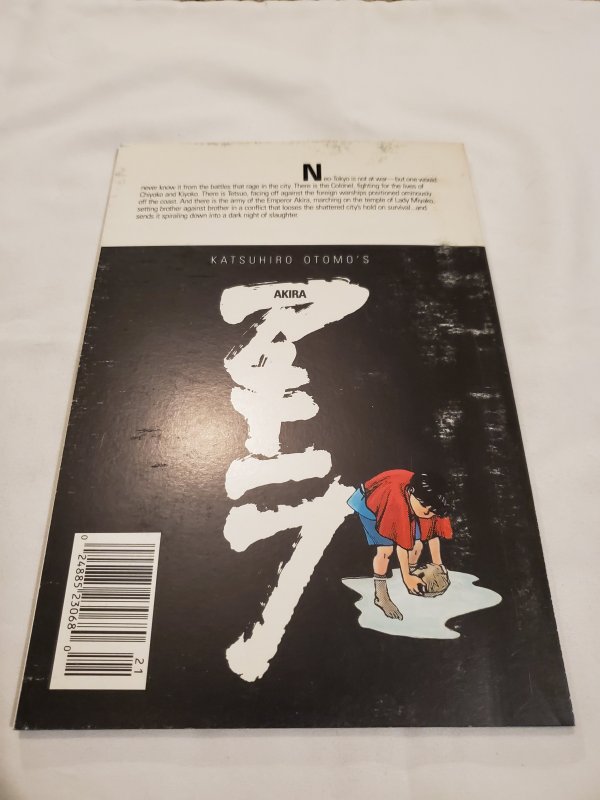 Neo-Tokyo is not at war—but one would
never know it from the battles that rage in the city. There is the Colonel, fighting for the lives of
Chiyoko and Kiyoko. There is Tetsuo, facing off against the foreign warships positioned ominously
off the coast. And there is the army of the Emperor Akira, marching on the temple of Lady Miyako,
setting brother against brother in a conflict that looses the shattered city's hold on survival...and
sends it spiraling down into a dark night of slaughter.
KATSUHIRO OTOMO'S
AKIRA
アキラ
0 24885 23068 0
21